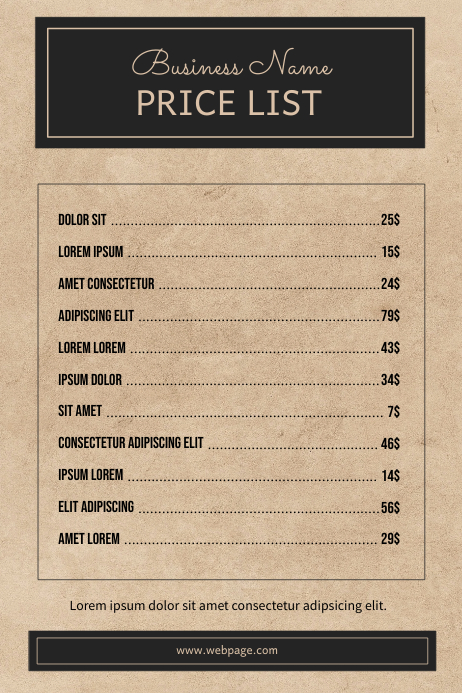 Business Name
PRICE LIST
DOLOR SIT ........................ 25$
LOREM IPSUM ........................ 15$
AMET CONSECTETUR ........................ 24$
ADIPISCING ELIT ........................ 79$
LOREM LOREM ........................ 43$
IPSUM DOLOR ........................ 34$
SIT AMET ........................ 7$
CONSECTETUR ADIPISCING ELIT ........................ 46$
IPSUM LOREM ........................ 14$
ELIT ADIPISCING ........................ 56$
AMET LOREM ........................ 29$
Lorem ipsum dolor sit amet consectetur adipsicing elit.
www.webpage.com